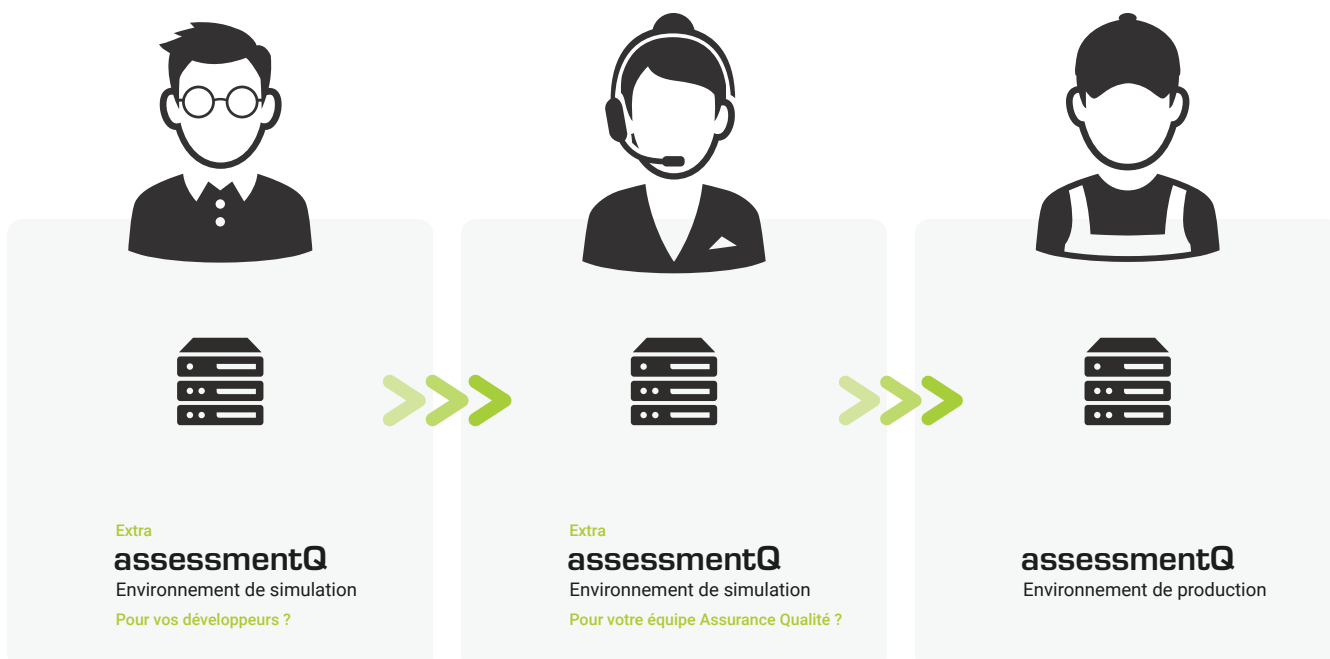 Extra
assessmentQ
Environnement de simulation
Pour vos développeurs ?
Extra
assessmentQ
Environnement de simulation
Pour votre équipe Assurance Qualité ?
assessmentQ
Environnement de production